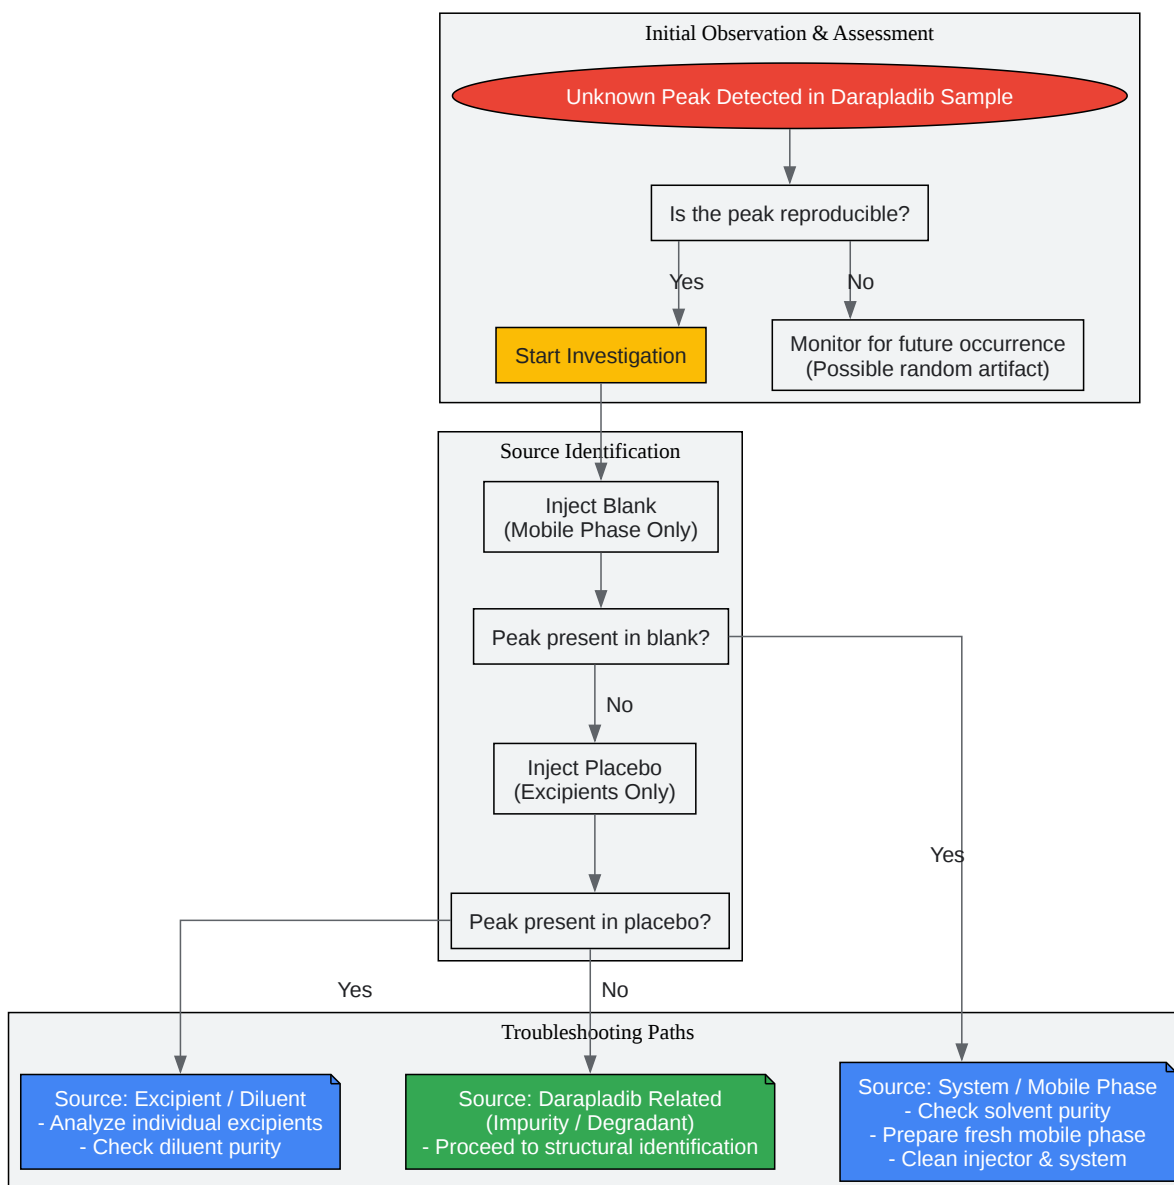 Initial Observation & Assessment
Unknown Peak Detected in Darapladib Sample
Is the peak reproducible?
Yes
No
Start Investigation
Monitor for future occurrence
(Possible random artifact)
Source Identification
Inject Blank
(Mobile Phase Only)
Peak present in blank?
No
Inject Placebo
(Excipients Only)
Yes
Peak present in placebo?
Yes
No
Troubleshooting Paths
Source: Excipient / Diluent
- Analyze individual excipients
- Check diluent purity
Source: Darapladib Related
(Impurity / Degradant)
- Proceed to structural identification
Source: System / Mobile Phase
- Check solvent purity
- Prepare fresh mobile phase
- Clean injector & system